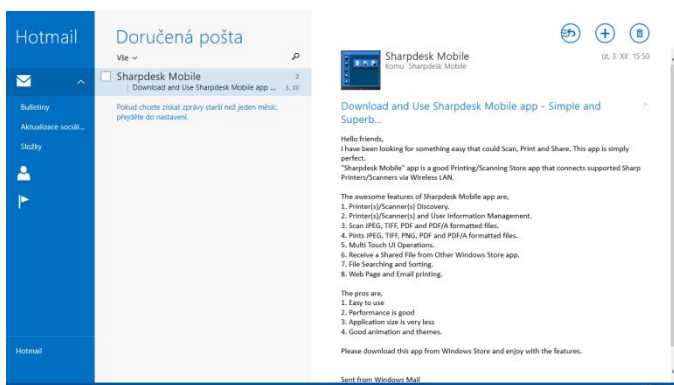 Hotmail
Bulletiny
Aktualizace sociál...
Složky
Hotmail
Doručená pošta
Vše
Sharpdesk Mobile 2
Download and Use Sharpdesk Mobile app ... 3. XII
Pokud chcete získat zprávy starší než jeden měsíc,
přejděte do nastavení.
Sharpdesk Mobile út, 3. XII 15:50
Komu Sharpdesk Mobile
Download and Use Sharpdesk Mobile app - Simple and
Superb...
Hello friends,
I have been looking for something easy that could Scan, Print and Share. This app is simply
perfect.
"Sharpdesk Mobile" app is a good Printing/Scanning Store app that connects supported Sharp
Printers/Scanners via Wireless LAN.
The awesome features of Sharpdesk Mobile app are,
1. Printer(s)/Scanner(s) Discovery.
2. Printer(s)/Scanner(s) and User Information Management.
3. Scan JPEG, TIFF, PDF and PDF/A formatted files.
4. Pints JPEG, TIFF, PNG, PDF and PDF/A formatted files.
5. Multi Touch UI Operations.
6. Receive a Shared File from Other Windows Store app.
7. File Searching and Sorting.
8. Web Page and Email printing.
The pros are,
1. Easy to use
2. Performance is good
3. Application size is very less
4. Good animation and themes.
Please download this app from Windows Store and enjoy with the features.
Sent from Windows Mail